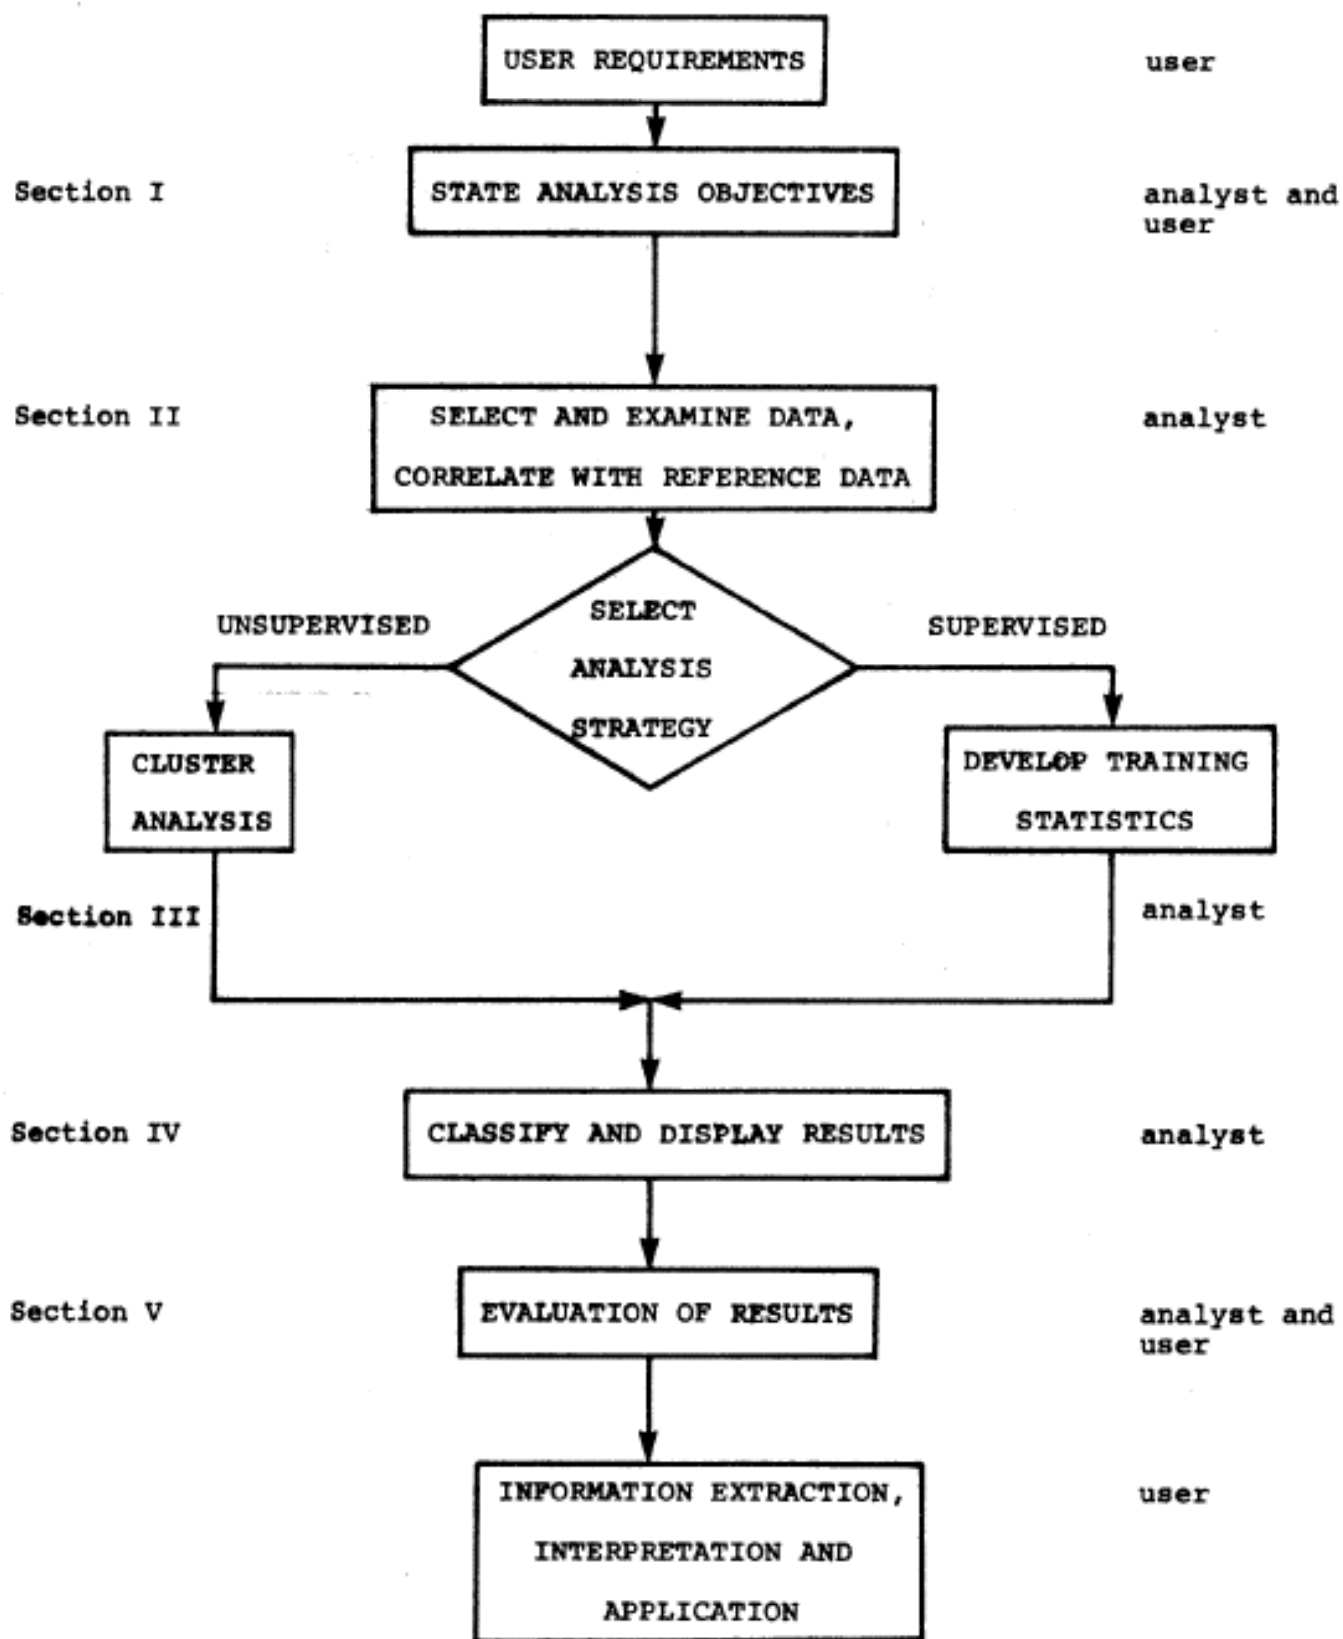 USER REQUIREMENTS
user
Section I
STATE ANALYSIS OBJECTIVES
analyst and
user
Section II
SELECT AND EXAMINE DATA,
CORRELATE WITH REFERENCE DATA
analyst
UNSUPERVISED
SELECT
ANALYSIS
STRATEGY
SUPERVISED
CLUSTER
ANALYSIS
DEVELOP TRAINING
STATISTICS
Section III
analyst
Section IV
CLASSIFY AND DISPLAY RESULTS
analyst
Section V
EVALUATION OF RESULTS
analyst and
user
INFORMATION EXTRACTION,
INTERPRETATION AND
APPLICATION
user